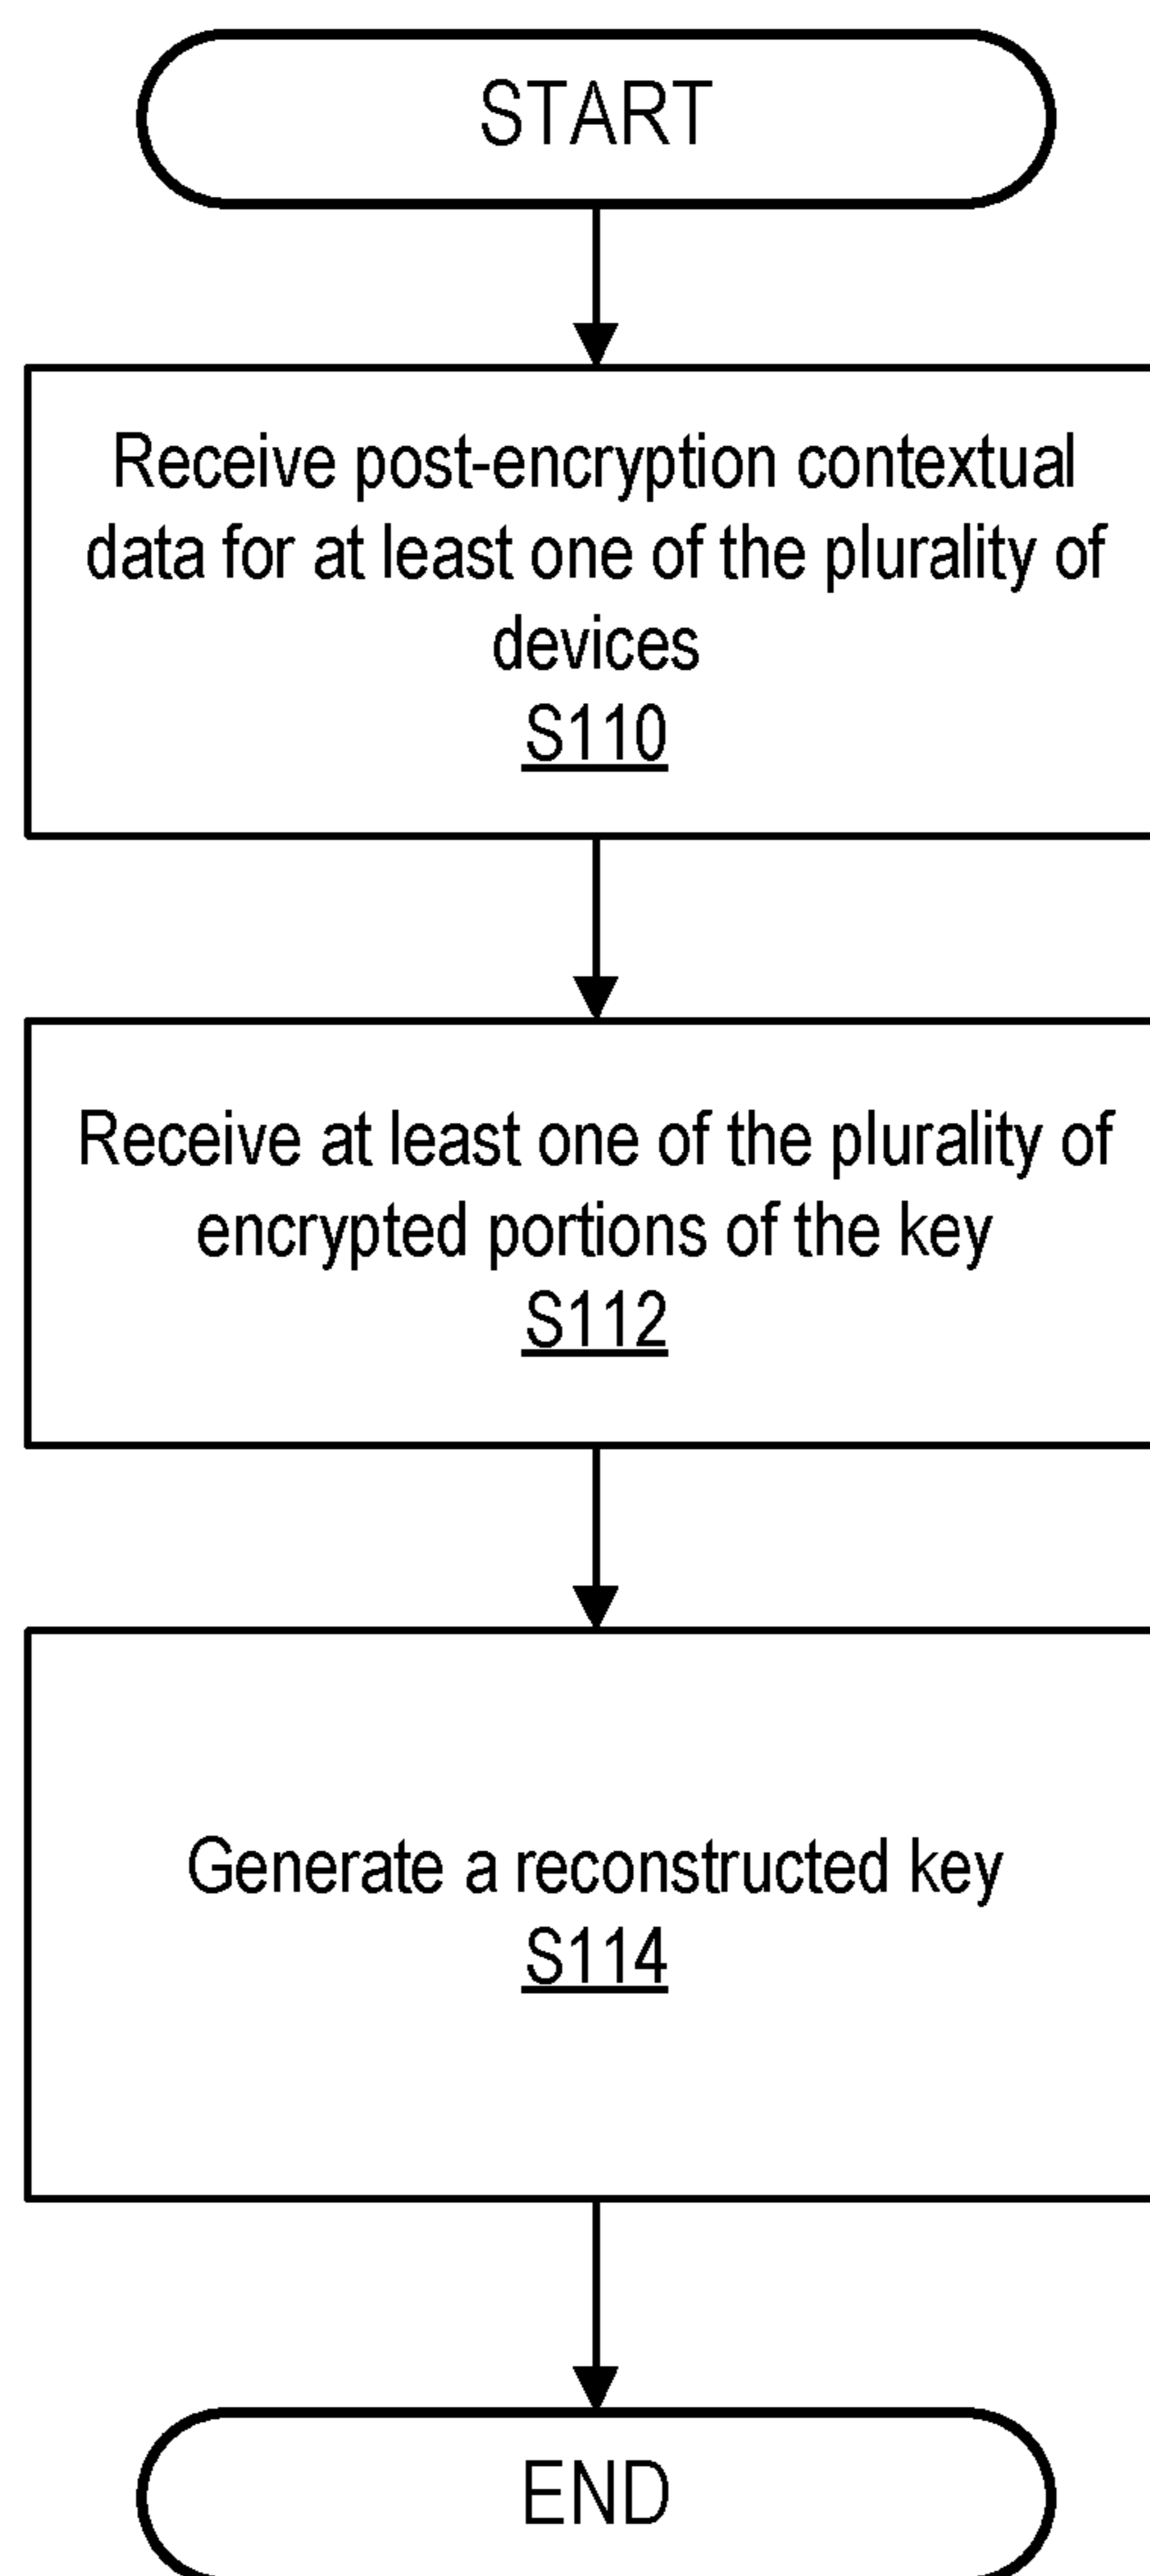 START
Receive post-encryption contextual
data for at least one of the plurality of
devices
S110
Receive at least one of the plurality of
encrypted portions of the key
S112
Generate a reconstructed key
S114
END